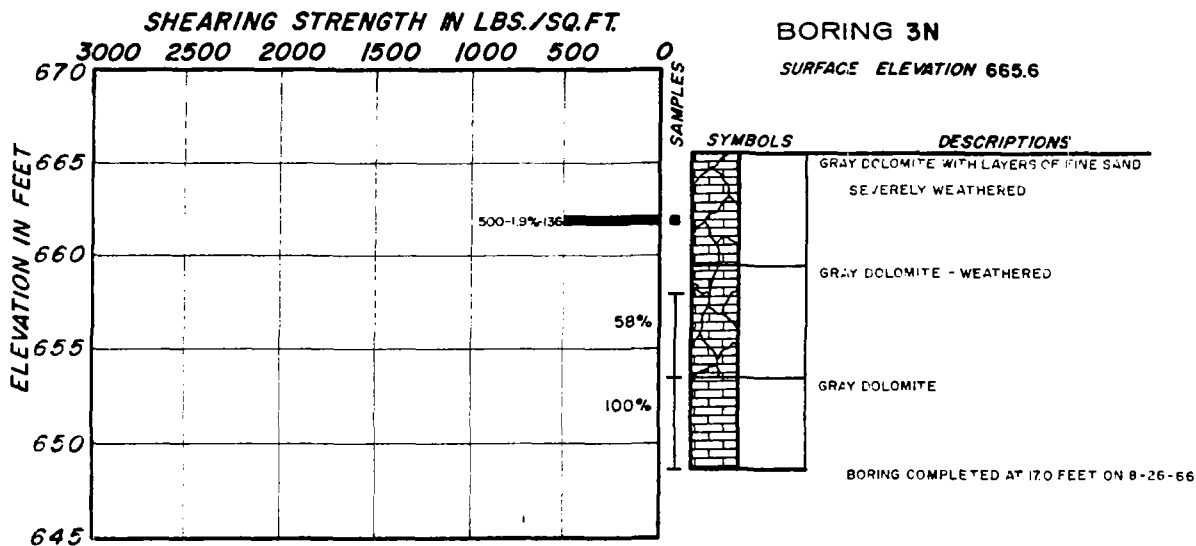 SHEARING STRENGTH IN LBS./SQ.FT.
3000 2000 1500 1000 500 0
BORING 3N
SURFACE ELEVATION 665.6
ELEVATION IN FEET
670
665
660
655
650
645
SAMPLES
SYMBOLS DESCRIPTIONS
GRAY DOLOMITE WITH LAYERS OF FINE SAND
SEVERELY WEATHERED
500-1.9%-136
GRAY DOLOMITE - WEATHERED
58%
GRAY DOLOMITE
100%
BORING COMPLETED AT 17.0 FEET ON 8-26-66